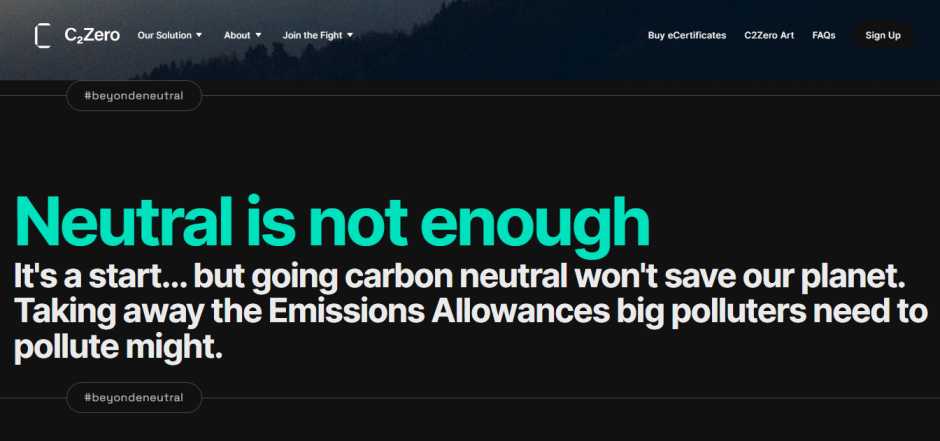 C₂Zero Our Solution About Join the Fight Buy eCertificates C2Zero Art FAQs Sign Up
#beyondeneutral
Neutral is not enough
It's a start... but going carbon neutral won't save our planet.
Taking away the Emissions Allowances big polluters need to
pollute might.
#beyondeneutral